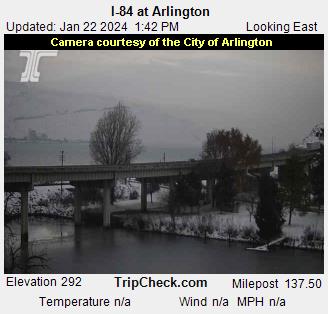 I-84 at Arlington
Updated: Jan 22 2024 1:42 PM Looking East
Camera courtesy of the City of Arlington
Elevation 292 TripCheck.com Milepost 137.50
Temperature n/a Wind n/a MPH n/a